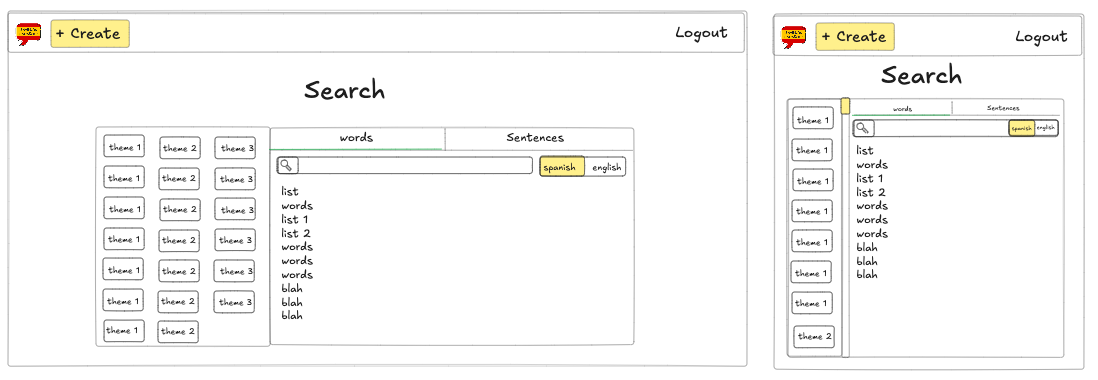 + Create
Logout
Search
theme 1 theme 2 theme 3
theme 1 theme 2 theme 3
theme 1 theme 2 theme 3
theme 1 theme 2 theme 3
theme 1 theme 2 theme 3
theme 1 theme 2 theme 3
theme 1 theme 2
words
Sentences
spanish english
list
words
list 1
list 2
words
words
words
blah
blah
blah
+ Create
Logout
Search
theme 1
theme 1
theme 1
theme 1
theme 1
theme 1
theme 1
theme 2
words
Sentences
spanish english
list
words
list 1
list 2
words
words
words
blah
blah
blah